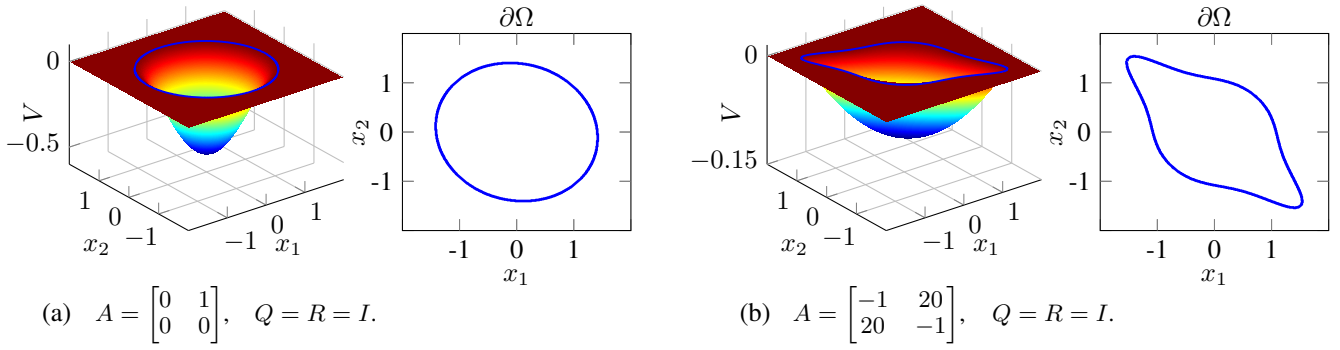 0
−0.5
V
1
0
−1
x₂
−1
0
1
x₁
∂Ω
1
0
-1
x₂
-1
0
1
x₁
(a) A = [0 1
0 0], Q = R = I.
0
−0.15
V
1
0
−1
x₂
−1
0
1
x₁
∂Ω
1
0
-1
x₂
-1
0
1
x₁
(b) A = [−1 20
20 −1], Q = R = I.